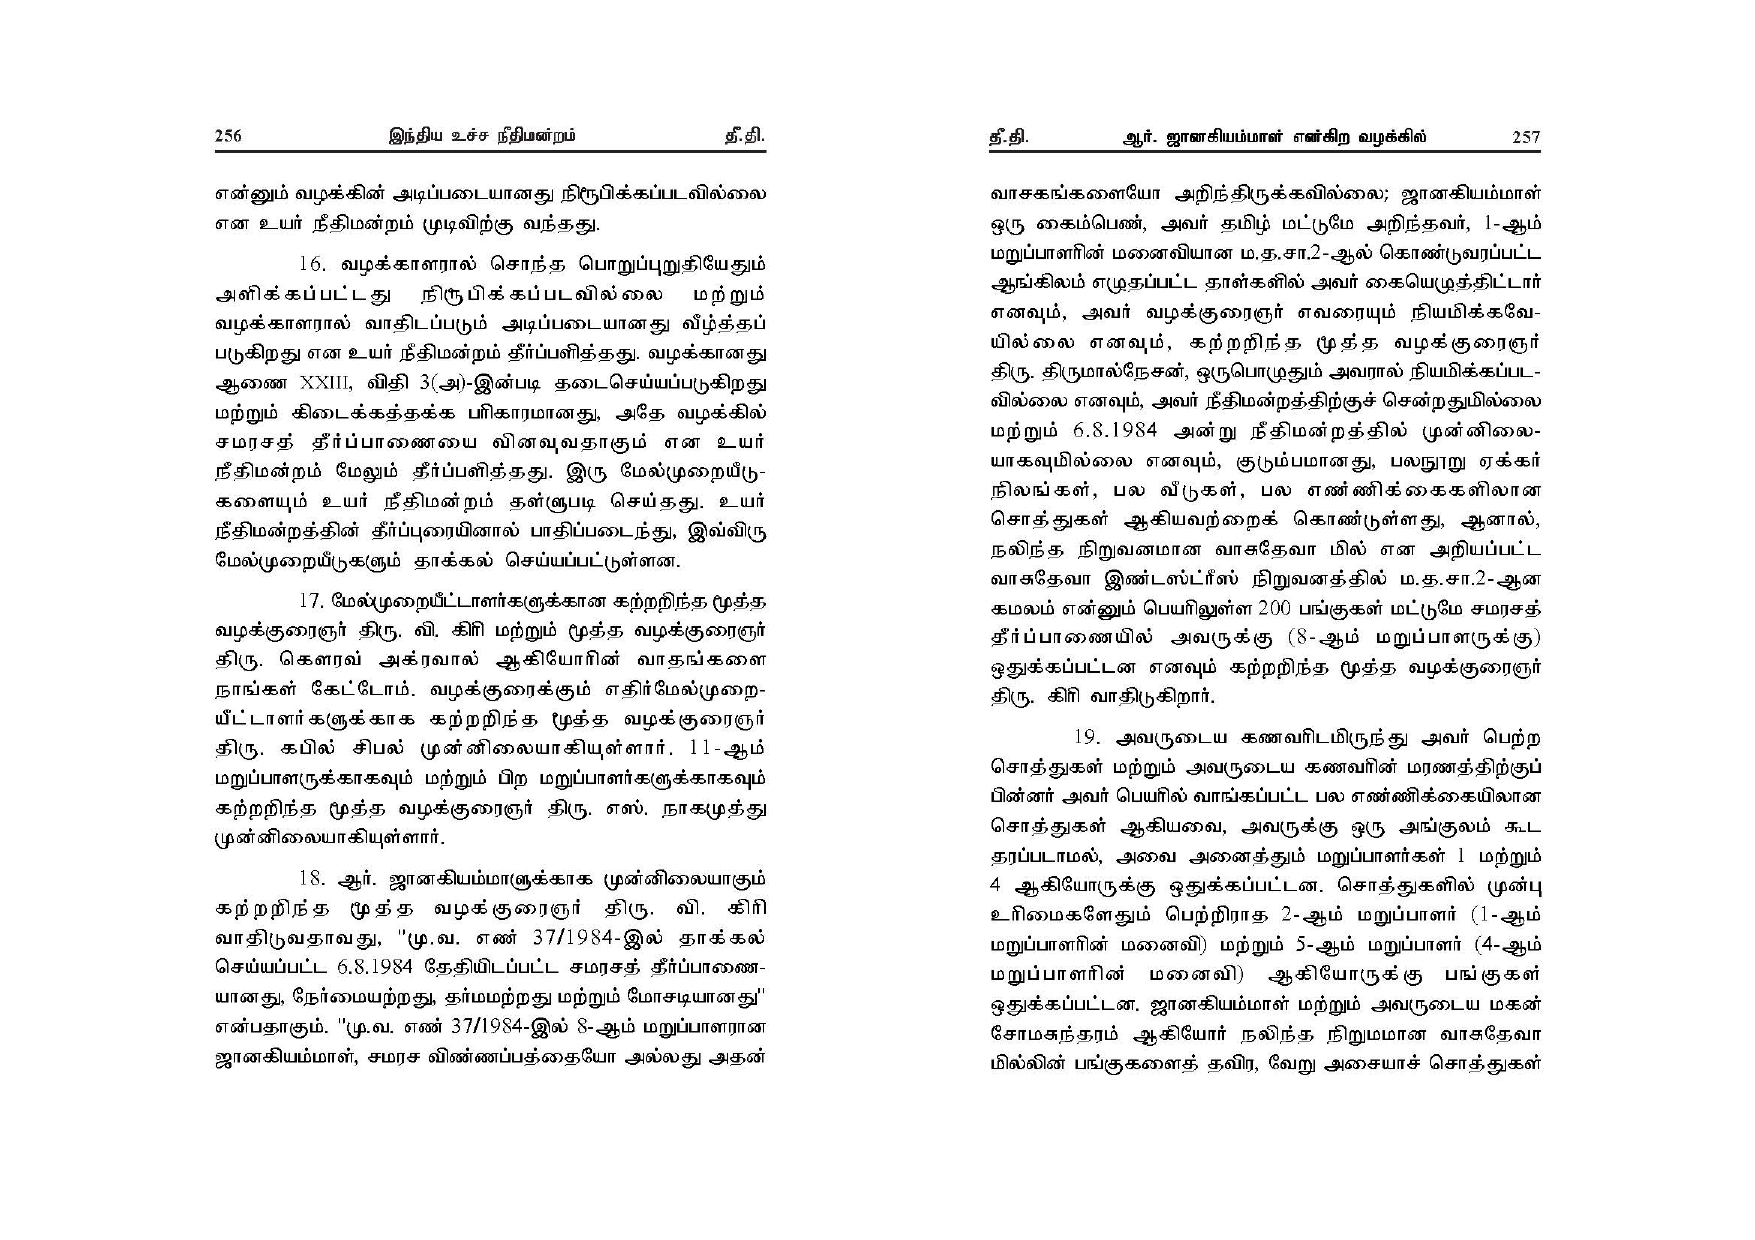 256 இந்திய உச்ச நீதிமன்றம் தீ.தி.
என்னும் வழக்கின் அடிப்படையானது நிரூபிக்கப்படவில்லை
என உயர் நீதிமன்றம் முடிவிற்கு வந்தது.
16. வழக்காளரால் சொந்த பொறுப்புறுதியேதும்
அளிக்கப்பட்டது நிரூபிக்கப்படவில்லை மற்றும்
வழக்காளரால் வாதிடப்படும் அடிப்படையானது வீழ்த்தப்
படுகிறது என உயர் நீதிமன்றம் தீர்ப்பளித்தது. வழக்கானது
ஆணை XXIII, விதி 3(அ)-இன்படி தடைசெய்யப்படுகிறது
மற்றும் கிடைக்கத்தக்க பரிகாரமானது, அதே வழக்கில்
சமரசத் தீர்ப்பாணையை வினவுவதாகும் என உயர்
நீதிமன்றம் மேலும் தீர்ப்பளித்தது. இரு மேல்முறையீடு-
களையும் உயர் நீதிமன்றம் தள்ளுபடி செய்தது. உயர்
நீதிமன்றத்தின் தீர்ப்புரையினால் பாதிப்படைந்து, இவ்விரு
மேல்முறையீடுகளும் தாக்கல் செய்யப்பட்டுள்ளன.
17. மேல்முறையீட்டாளர்களுக்கான கற்றறிந்த மூத்த
வழக்குரைஞர் திரு. வி. கிரி மற்றும் மூத்த வழக்குரைஞர்
திரு. கௌரவ் அக்ரவால் ஆகியோரின் வாதங்களை
நாங்கள் கேட்டோம். வழக்குரைக்கும் எதிர்மேல்முறை-
யீட்டாளர்களுக்காக கற்றறிந்த மூத்த வழக்குரைஞர்
திரு. கபில் சிபல் முன்னிலையாகியுள்ளார். 11-ஆம்
மறுப்பாளருக்காகவும் மற்றும் பிற மறுப்பாளர்களுக்காகவும்
கற்றறிந்த மூத்த வழக்குரைஞர் திரு. எஸ். நாகமுத்து
முன்னிலையாகியுள்ளார்.
18. ஆர். ஜானகியம்மாளுக்காக முன்னிலையாகும்
கற்றறிந்த மூத்த வழக்குரைஞர் திரு. வி. கிரி
வாதிடுவதாவது, "மு.வ. எண் 37/1984-இல் தாக்கல்
செய்யப்பட்ட 6.8.1984 தேதியிடப்பட்ட சமரசத் தீர்ப்பாணை-
யானது, நேர்மையற்றது, தர்மமற்றது மற்றும் மோசடியானது"
என்பதாகும். "மு.வ. எண் 37/1984-இல் 8-ஆம் மறுப்பாளரான
ஜானகியம்மாள், சமரச விண்ணப்பத்தையோ அல்லது அதன்
தீ.தி. ஆர். ஜானகியம்மாள் என்கிற வழக்கில் 257
வாசகங்களையோ அறிந்திருக்கவில்லை; ஜானகியம்மாள்
ஒரு கைம்பெண், அவர் தமிழ் மட்டுமே அறிந்தவர், 1-ஆம்
மறுப்பாளரின் மனைவியான ம.த.சா.2-ஆல் கொண்டுவரப்பட்ட
ஆங்கிலம் எழுதப்பட்ட தாள்களில் அவர் கையெழுத்திட்டார்
எனவும், அவர் வழக்குரைஞர் எவரையும் நியமிக்கவே-
யில்லை எனவும், கற்றறிந்த மூத்த வழக்குரைஞர்
திரு. திருமால்நேசன், ஒருபொழுதும் அவரால் நியமிக்கப்பட-
வில்லை எனவும், அவர் நீதிமன்றத்திற்குச் சென்றதுமில்லை
மற்றும் 6.8.1984 அன்று நீதிமன்றத்தில் முன்னிலை-
யாகவுமில்லை எனவும், குடும்பமானது, பலநூறு ஏக்கர்
நிலங்கள், பல வீடுகள், பல எண்ணிக்கைகளிலான
சொத்துகள் ஆகியவற்றைக் கொண்டுள்ளது, ஆனால்,
நலிந்த நிறுவனமான வாசுதேவா மில் என அறியப்பட்ட
வாசுதேவா இண்டஸ்ட்ரீஸ் நிறுவனத்தில் ம.த.சா.2-ஆன
கமலம் என்னும் பெயரிலுள்ள 200 பங்குகள் மட்டுமே சமரசத்
தீர்ப்பாணையில் அவருக்கு (8-ஆம் மறுப்பாளருக்கு)
ஒதுக்கப்பட்டன எனவும் கற்றறிந்த மூத்த வழக்குரைஞர்
திரு. கிரி வாதிடுகிறார்.
19. அவருடைய கணவரிடமிருந்து அவர் பெற்ற
சொத்துகள் மற்றும் அவருடைய கணவரின் மரணத்திற்குப்
பின்னர் அவர் பெயரில் வாங்கப்பட்ட பல எண்ணிக்கையிலான
சொத்துகள் ஆகியவை, அவருக்கு ஒரு அங்குலம் கூட
தரப்படாமல், அவை அனைத்தும் மறுப்பாளர்கள் 1 மற்றும்
4 ஆகியோருக்கு ஒதுக்கப்பட்டன. சொத்துகளில் முன்பு
உரிமைகளேதும் பெற்றிராத 2-ஆம் மறுப்பாளர் (1-ஆம்
மறுப்பாளரின் மனைவி) மற்றும் 5-ஆம் மறுப்பாளர் (4-ஆம்
மறுப்பாளரின் மனைவி) ஆகியோருக்கு பங்குகள்
ஒதுக்கப்பட்டன. ஜானகியம்மாள் மற்றும் அவருடைய மகன்
சோமசுந்தரம் ஆகியோர் நலிந்த நிறுமமான வாசுதேவா
மில்லின் பங்குகளைத் தவிர, வேறு அசையாச் சொத்துகள்